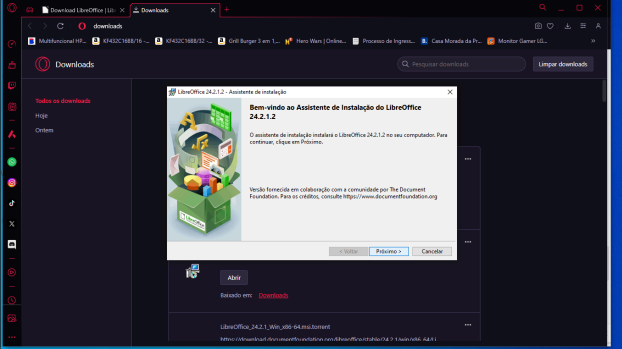 Download LibreOffice | Lib
Downloads
downloads
Multifuncional HP...
KF432C16BB/16 -...
KF432C16BB/32 -...
Grill Burger 3 em 1,...
Hero Wars | Online...
Processo de Ingress...
Casa Morada da Pr...
Monitor Gamer LG...
Downloads
Pesquisar downloads
Limpar downloads
Todos os downloads
Hoje
Ontem
LibreOffice 24.2.1.2 - Assistente de instalação
Bem-vindo ao Assistente de Instalação do LibreOffice
24.2.1.2
O assistente de instalação instalará o LibreOffice 24.2.1.2 no seu computador. Para
continuar, clique em Próximo.
Versão fornecida em colaboração com a comunidade por The Document
Foundation. Para os créditos, consulte https://www.documentfoundation.org
LibreOffice
< Voltar
Próximo >
Cancelar
Abrir
Baixado em:
Downloads
LibreOffice_24.2.1_Win_x86-64.msi.torrent
https://download.documentfoundation.org/libreoffice/stable/24.2.1/win/x86_64/Li